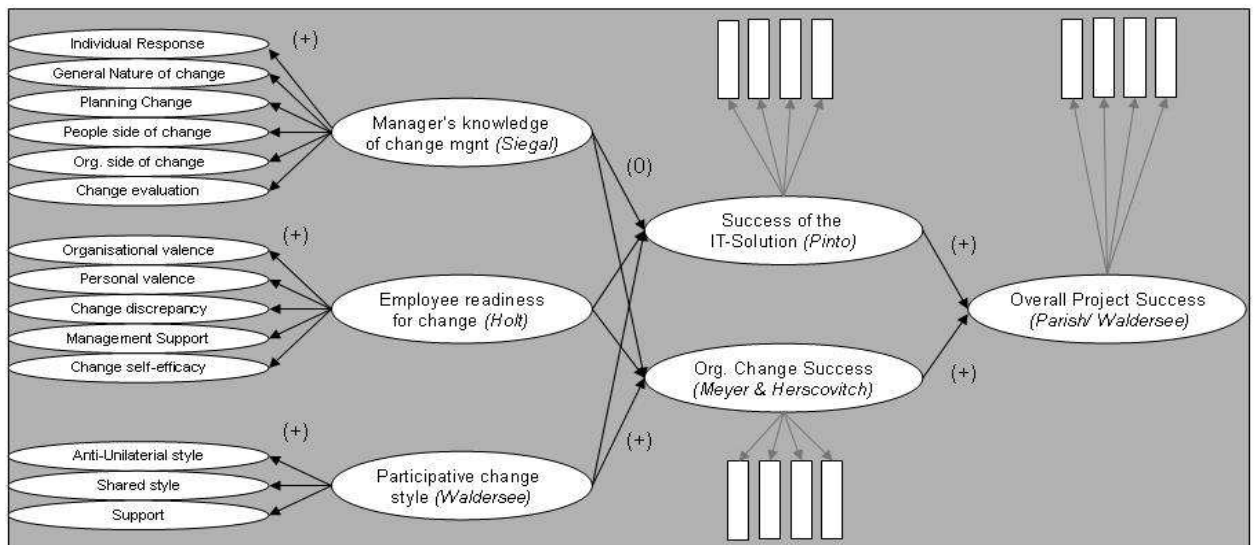 Individual Response
General Nature of change
Planning Change
People side of change
Org. side of change
Change evaluation
(+)
Manager's knowledge
of change mgnt (Siegal)
(0)
Organisational valence
Personal valence
Change discrepancy
Management Support
Change self-efficacy
(+)
Employee readiness
for change (Holt)
Anti-Unilaterial style
Shared style
Support
(+)
Participative change
style (Waldersee)
(+)
Success of the
IT-Solution (Pinto)
(+)
Org. Change Success
(Meyer & Herscovitch)
(+)
Overall Project Success
(Parish/ Waldersee)